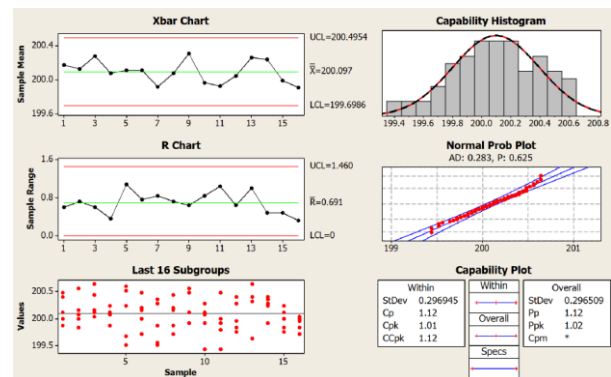 Xbar Chart
Sample Mean
200.4
200.0
199.6
UCL=200.4954
X̿=200.097
LCL=199.6986
1 3 5 7 9 11 13 15
R Chart
Sample Range
1.6
0.8
0.0
UCL=1.460
R̅=0.691
LCL=0
1 3 5 7 9 11 13 15
Last 16 Subgroups
Values
200.5
200.0
199.5
0 5 10 15
Sample
Capability Histogram
199.4 199.6 199.8 200.0 200.2 200.4 200.6 200.8
Normal Prob Plot
AD: 0.283, P: 0.625
199 200 201
Capability Plot
Within
StDev 0.296945
Cp 1.12
Cpk 1.01
CCpk 1.12
Within
Overall
Specs
Overall
StDev 0.296509
Pp 1.12
Ppk 1.02
Cpm *